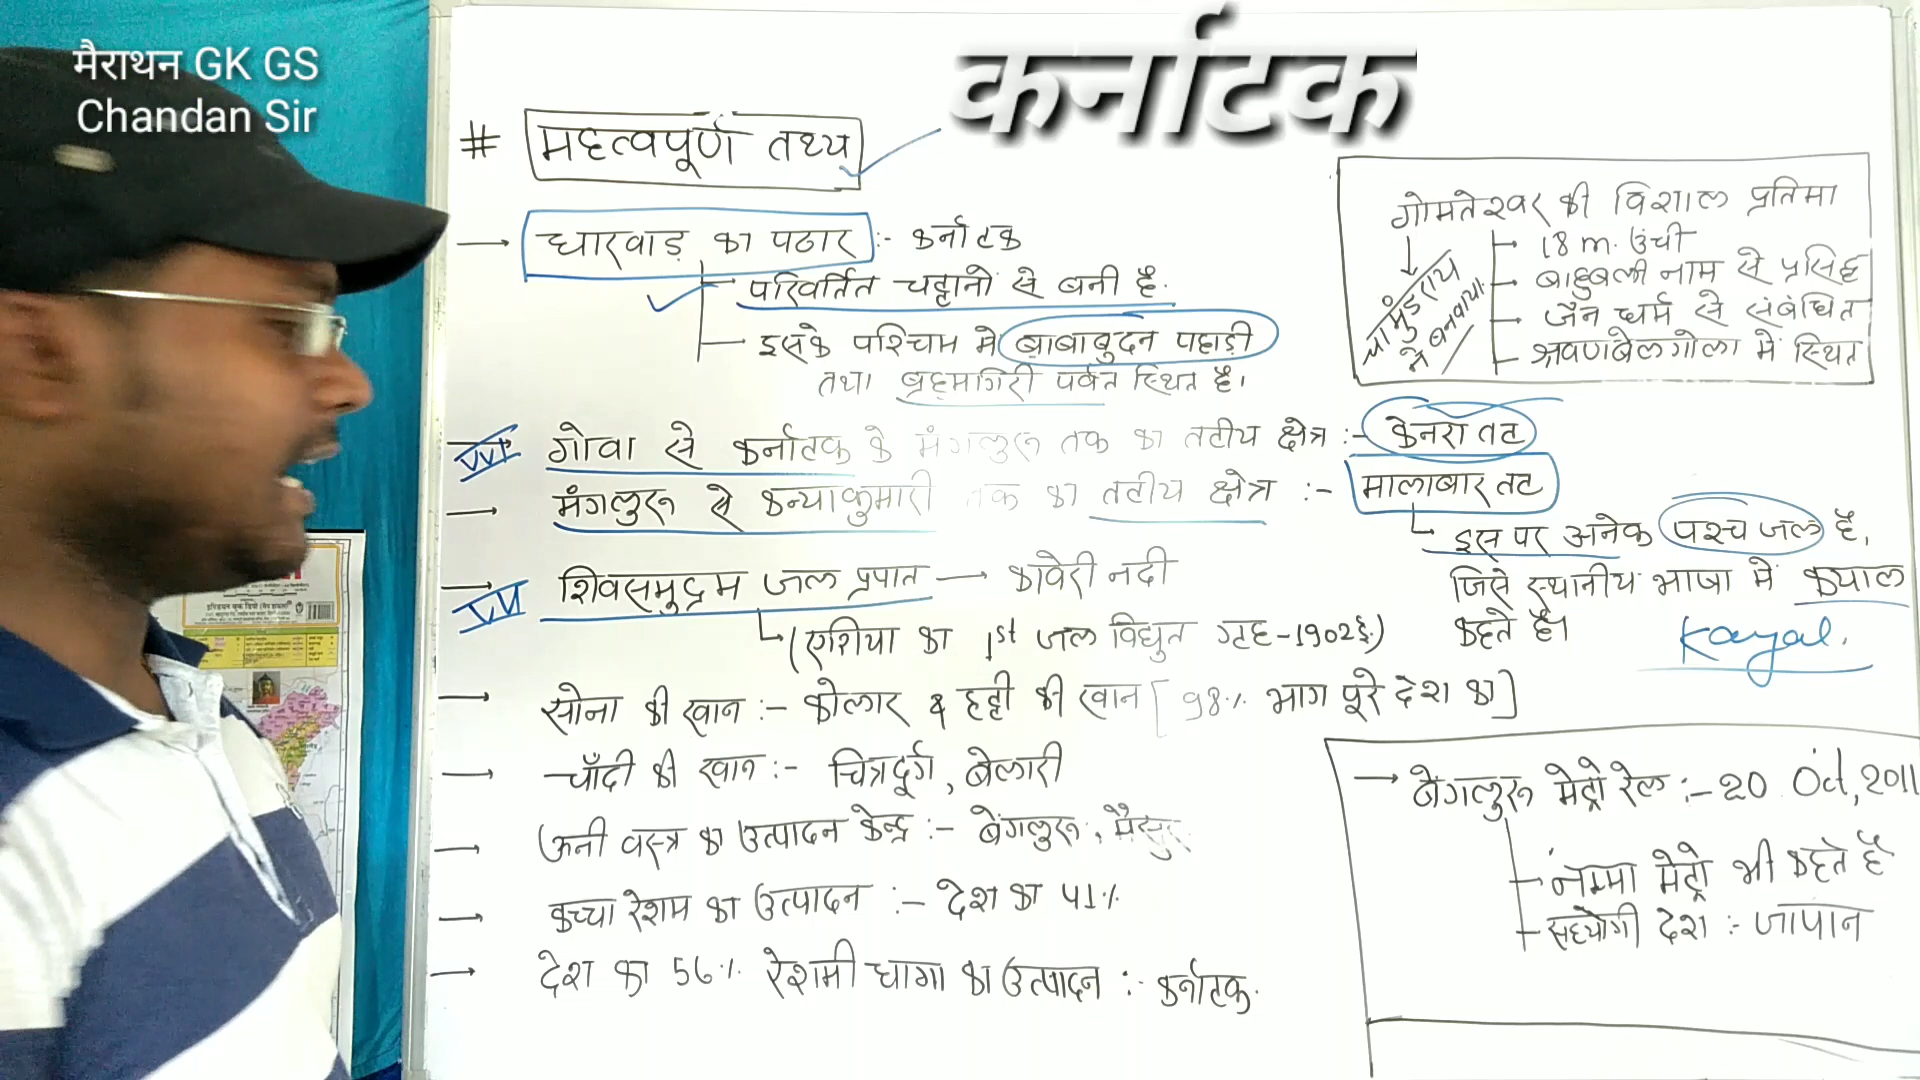 मैराथन GK GS
Chandan Sir
कर्नाटक
# महत्वपूर्ण तथ्य
→ धारवाड़ का पठार :- कर्नाटक
परिवर्तित चट्टानों से बनी है.
इसके पश्चिम मे बाबाबुदन पहाड़ी
तथा ब्रह्मगिरी पर्वत स्थित है।
VVI गोवा से कर्नाटक के मंगलुरु तक का तटीय क्षेत्र :- केनरा तट
→ मंगलुरु से कन्याकुमारी तक का तटीय क्षेत्र :- मालाबार तट
इस पर अनेक पश्च जल है,
जिसे स्थानीय भाषा में कयाल
कहते है।
Kayal.
→ VVI शिवसमुद्रम जल प्रपात — कावेरी नदी
(एशिया का 1st जल विद्युत गृह-1902ई.)
→ सोना की खान :- कोलार & हट्टी की खान [98% भाग पूरे देश का]
→ चाँदी की खान :- चित्रदुर्ग, बेलारी
→ ऊनी वस्त्र का उत्पादन केन्द्र :- बेंगलुरु, मैसुर
→ कच्चा रेशम का उत्पादन :- देश का 41%
→ देश का 56% रेशमी धागा का उत्पादन :- कर्नाटक.
गोमतेश्वर की विशाल प्रतिमा
18 m. उंची
बाहुबली नाम से प्रसिद्ध
जैन धर्म से संबंधित
श्रवणबेलगोला में स्थित
चामुंडराय
ने बनवाया
→ बेंगलुरु मेट्रो रेल :- 20 Oct, 2011
नम्मा मेट्रो भी कहते है
सहयोगी देश :- जापान